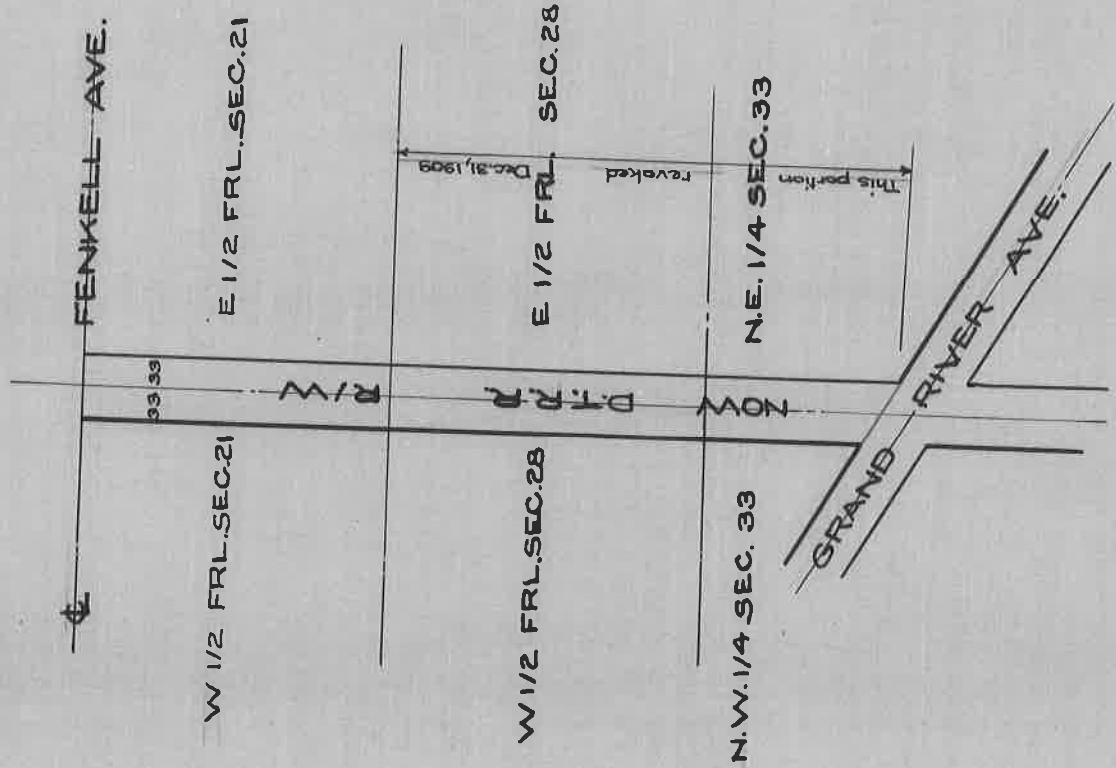 FENKELL AVE.
℄
33 33
W 1/2 FRL.SEC.21
E 1/2 FRL.SEC.21
NOW D.T.R.R. R/W
W 1/2 FRL.SEC.28
E 1/2 FRL. SEC.28
This portion revoked Dec.31,1909
N.W.1/4 SEC. 33
N.E.1/4 SEC.33
GRAND RIVER AVE.